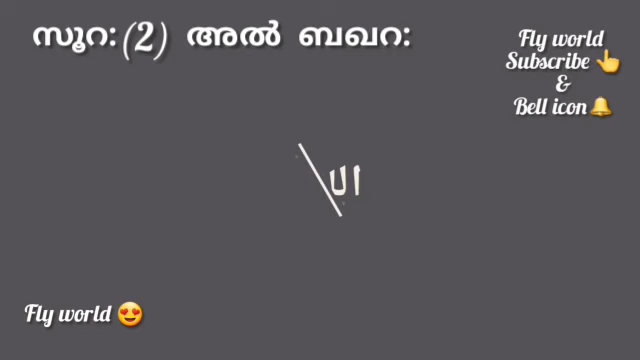 സൂറ:(2) അൽ ബഖറ:
Fly world
Subscribe 👆
&
Bell icon 🔔
Fly world 😍